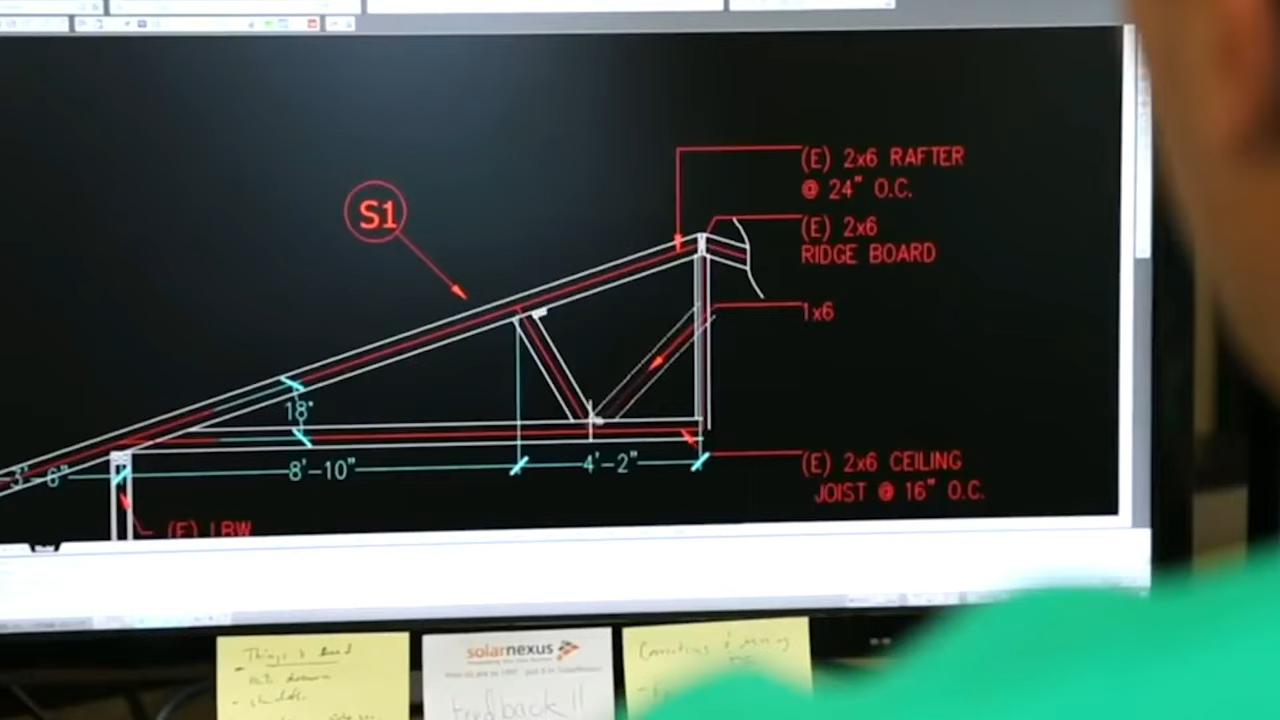 (E) 2x6 RAFTER
@ 24" O.C.
S1
(E) 2x6
RIDGE BOARD
1x6
18"
3'-6"
8'-10"
4'-2"
(E) 2x6 CEILING
JOIST @ 16" O.C.
(E) LBW
Things
solarnexus
Feedback!!